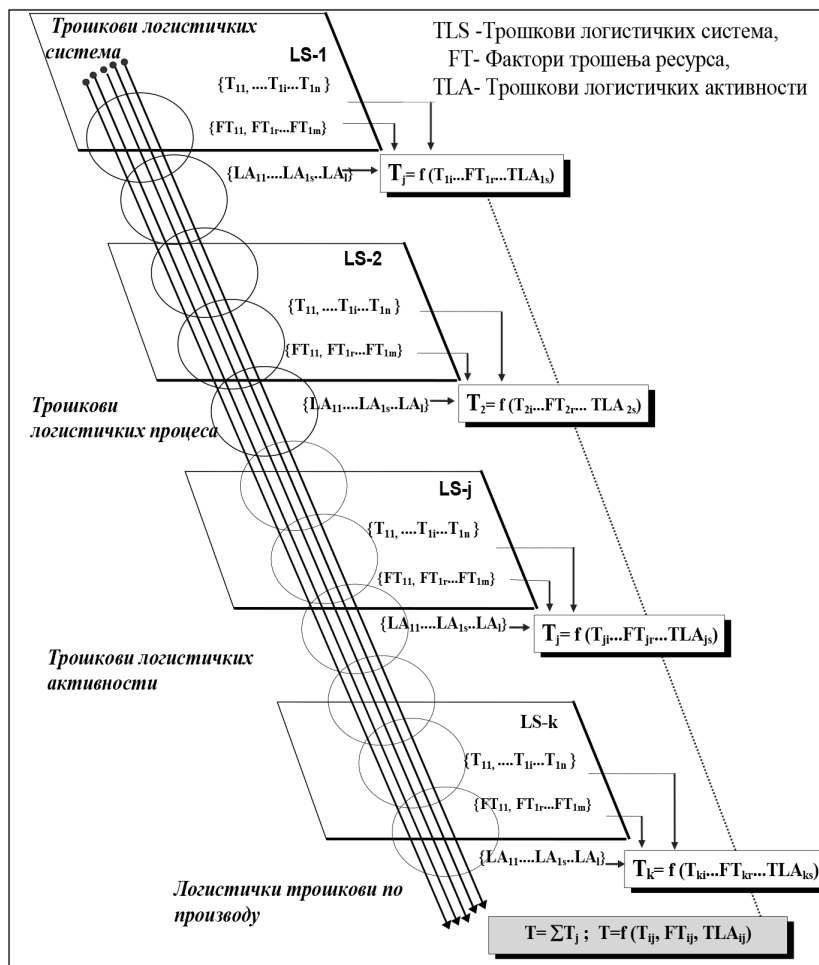 Трошкови логистичких
система
TLS -Трошкови логистичких система,
FT- Фактори трошења ресурса,
TLA- Трошкови логистичких активности
LS-1
{T11, ....T1i...T1n }
{FT11, FT1r...FT1m}
{LA11....LA1s..LAl}
Tj= f (T1i...FT1r...TLA1s)
LS-2
{T11, ....T1i...T1n }
{FT11, FT1r...FT1m}
{LA11....LA1s..LAl}
T2= f (T2i...FT2r... TLA 2s)
Трошкови
логистичких процеса
LS-j
{T11, ....T1i...T1n }
{FT11, FT1r...FT1m}
{LA11....LA1s..LAl}
Tj= f (Tji...FTjr...TLAjs)
Трошкови логистичких
активности
LS-k
{T11, ....T1i...T1n }
{FT11, FT1r...FT1m}
{LA11....LA1s..LAl}
Tk= f (Tki...FTkr...TLAks)
Логистички трошкови по
производу
T= ∑Tj ; T=f (Tij, FTij, TLAij)